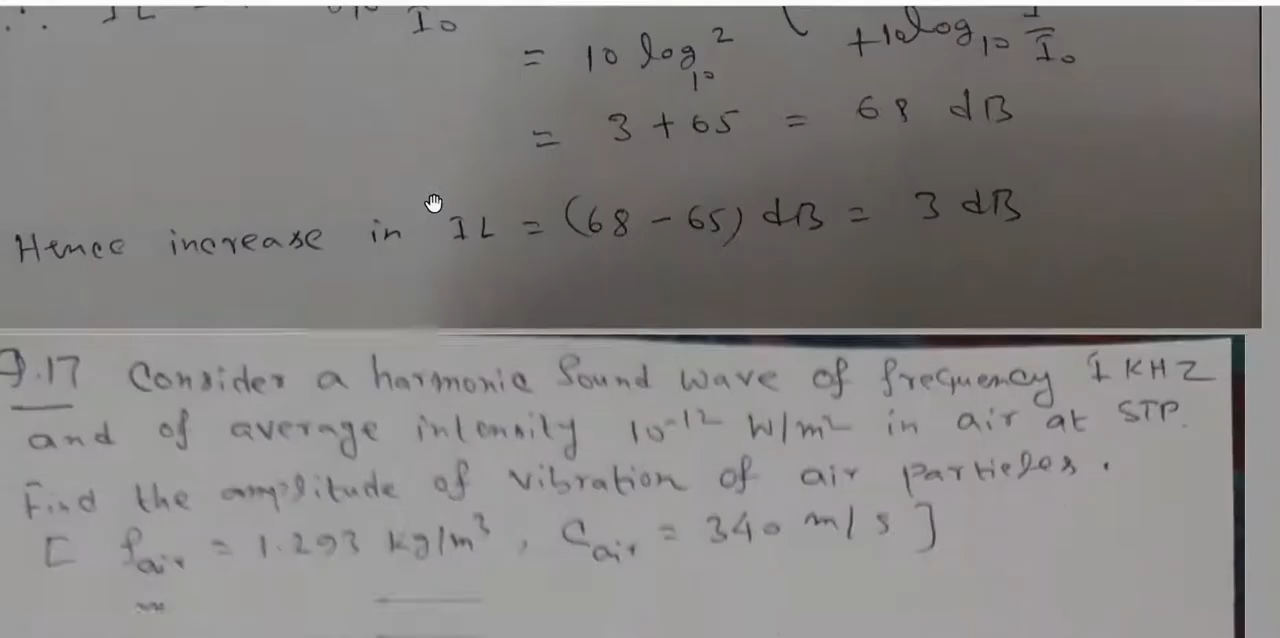 I0
= 10 log10 2 + 10 log10 I/I0
= 3 + 65 = 68 dB
Hence increase in IL = (68 - 65) dB = 3 dB
Q.17 Consider a harmonic Sound wave of frequency 1 KHZ
and of average intensity 10^-12 W/m² in air at STP.
Find the amplitude of vibration of air particles.
[ ρair = 1.293 kg/m³, Cair = 340 m/s ]